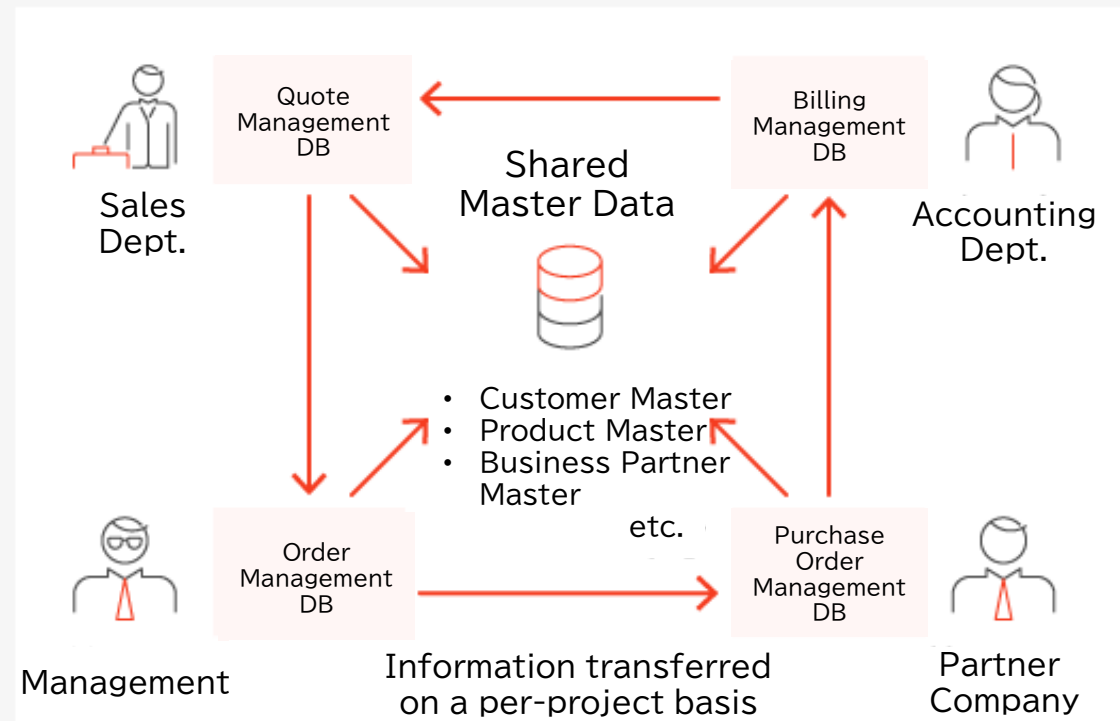 Quote
Management
DB
Billing
Management
DB
Shared
Master Data
Sales
Dept.
Accounting
Dept.
• Customer Master
• Product Master
• Business Partner
Master
etc.
Order
Management
DB
Purchase
Order
Management
DB
Management
Information transferred
on a per-project basis
Partner
Company